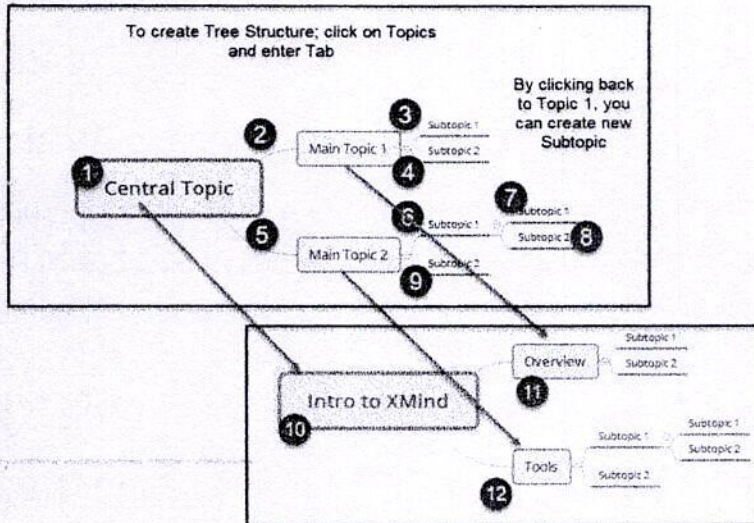 To create Tree Structure; click on Topics
and enter Tab
By clicking back
to Topic 1, you
can create new
Subtopic
3
Subtopic 1
2
Main Topic 1
Subtopic 2
4
1
Central Topic
7
Subtopic 1
6
Subtopic 1
Subtopic 2
8
5
Main Topic 2
Subtopic 2
9
Subtopic 1
Overview
Subtopic 2
11
Intro to XMind
10
Subtopic 1
Subtopic 1
Subtopic 2
Tools
Subtopic 2
12